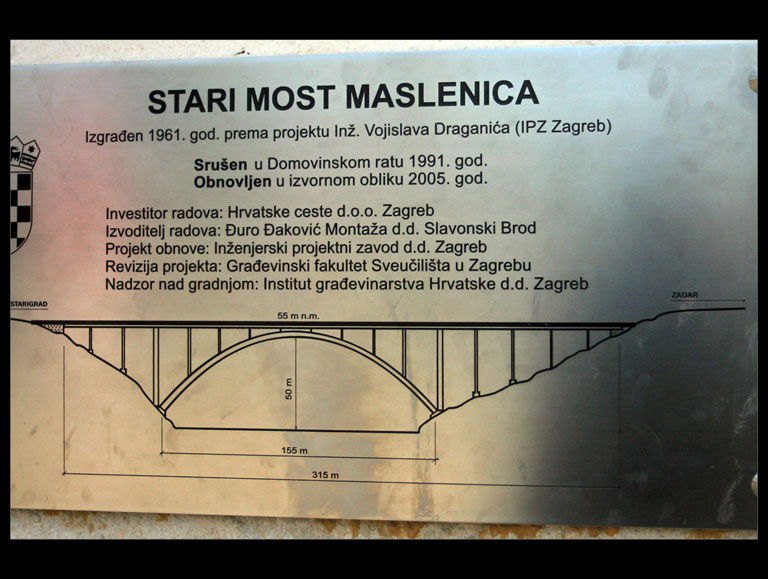 STARI MOST MASLENICA
Izgrađen 1961. god. prema projektu Inž. Vojislava Draganića (IPZ Zagreb)
Srušen u Domovinskom ratu 1991. god.
Obnovljen u izvornom obliku 2005. god.
Investitor radova: Hrvatske ceste d.o.o. Zagreb
Izvoditelj radova: Đuro Đaković Montaža d.d. Slavonski Brod
Projekt obnove: Inženjerski projektni zavod d.d. Zagreb
Revizija projekta: Građevinski fakultet Sveučilišta u Zagrebu
Nadzor nad gradnjom: Institut građevinarstva Hrvatske d.d. Zagreb
STARIGRAD
ZADAR
55 m n.m.
50 m
155 m
315 m